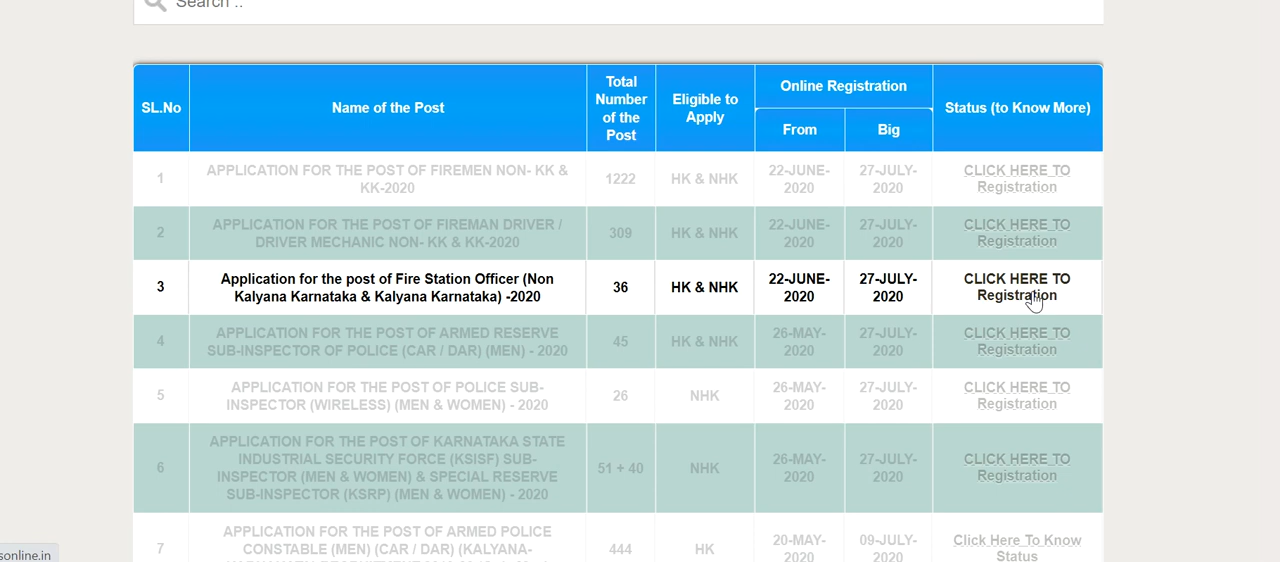 Search ..
SL.No
Name of the Post
Total
Number
of the
Post
Eligible to
Apply
Online Registration
From
Big
Status (to Know More)
1
APPLICATION FOR THE POST OF FIREMEN NON- KK &
KK-2020
1222
HK & NHK
22-JUNE-
2020
27-JULY-
2020
CLICK HERE TO
Registration
2
APPLICATION FOR THE POST OF FIREMAN DRIVER /
DRIVER MECHANIC NON- KK & KK-2020
309
HK & NHK
22-JUNE-
2020
27-JULY-
2020
CLICK HERE TO
Registration
3
Application for the post of Fire Station Officer (Non
Kalyana Karnataka & Kalyana Karnataka) -2020
36
HK & NHK
22-JUNE-
2020
27-JULY-
2020
CLICK HERE TO
Registration
4
APPLICATION FOR THE POST OF ARMED RESERVE
SUB-INSPECTOR OF POLICE (CAR / DAR) (MEN) - 2020
45
HK & NHK
26-MAY-
2020
27-JULY-
2020
CLICK HERE TO
Registration
5
APPLICATION FOR THE POST OF POLICE SUB-
INSPECTOR (WIRELESS) (MEN & WOMEN) - 2020
26
NHK
26-MAY-
2020
27-JULY-
2020
CLICK HERE TO
Registration
6
APPLICATION FOR THE POST OF KARNATAKA STATE
INDUSTRIAL SECURITY FORCE (KSISF) SUB-
INSPECTOR (MEN & WOMEN) & SPECIAL RESERVE
SUB-INSPECTOR (KSRP) (MEN & WOMEN) - 2020
51 + 40
NHK
26-MAY-
2020
27-JULY-
2020
CLICK HERE TO
Registration
7
APPLICATION FOR THE POST OF ARMED POLICE
CONSTABLE (MEN) (CAR / DAR) (KALYANA-
444
HK
20-MAY-
2020
09-JULY-
2020
Click Here To Know
Status
sonline.in